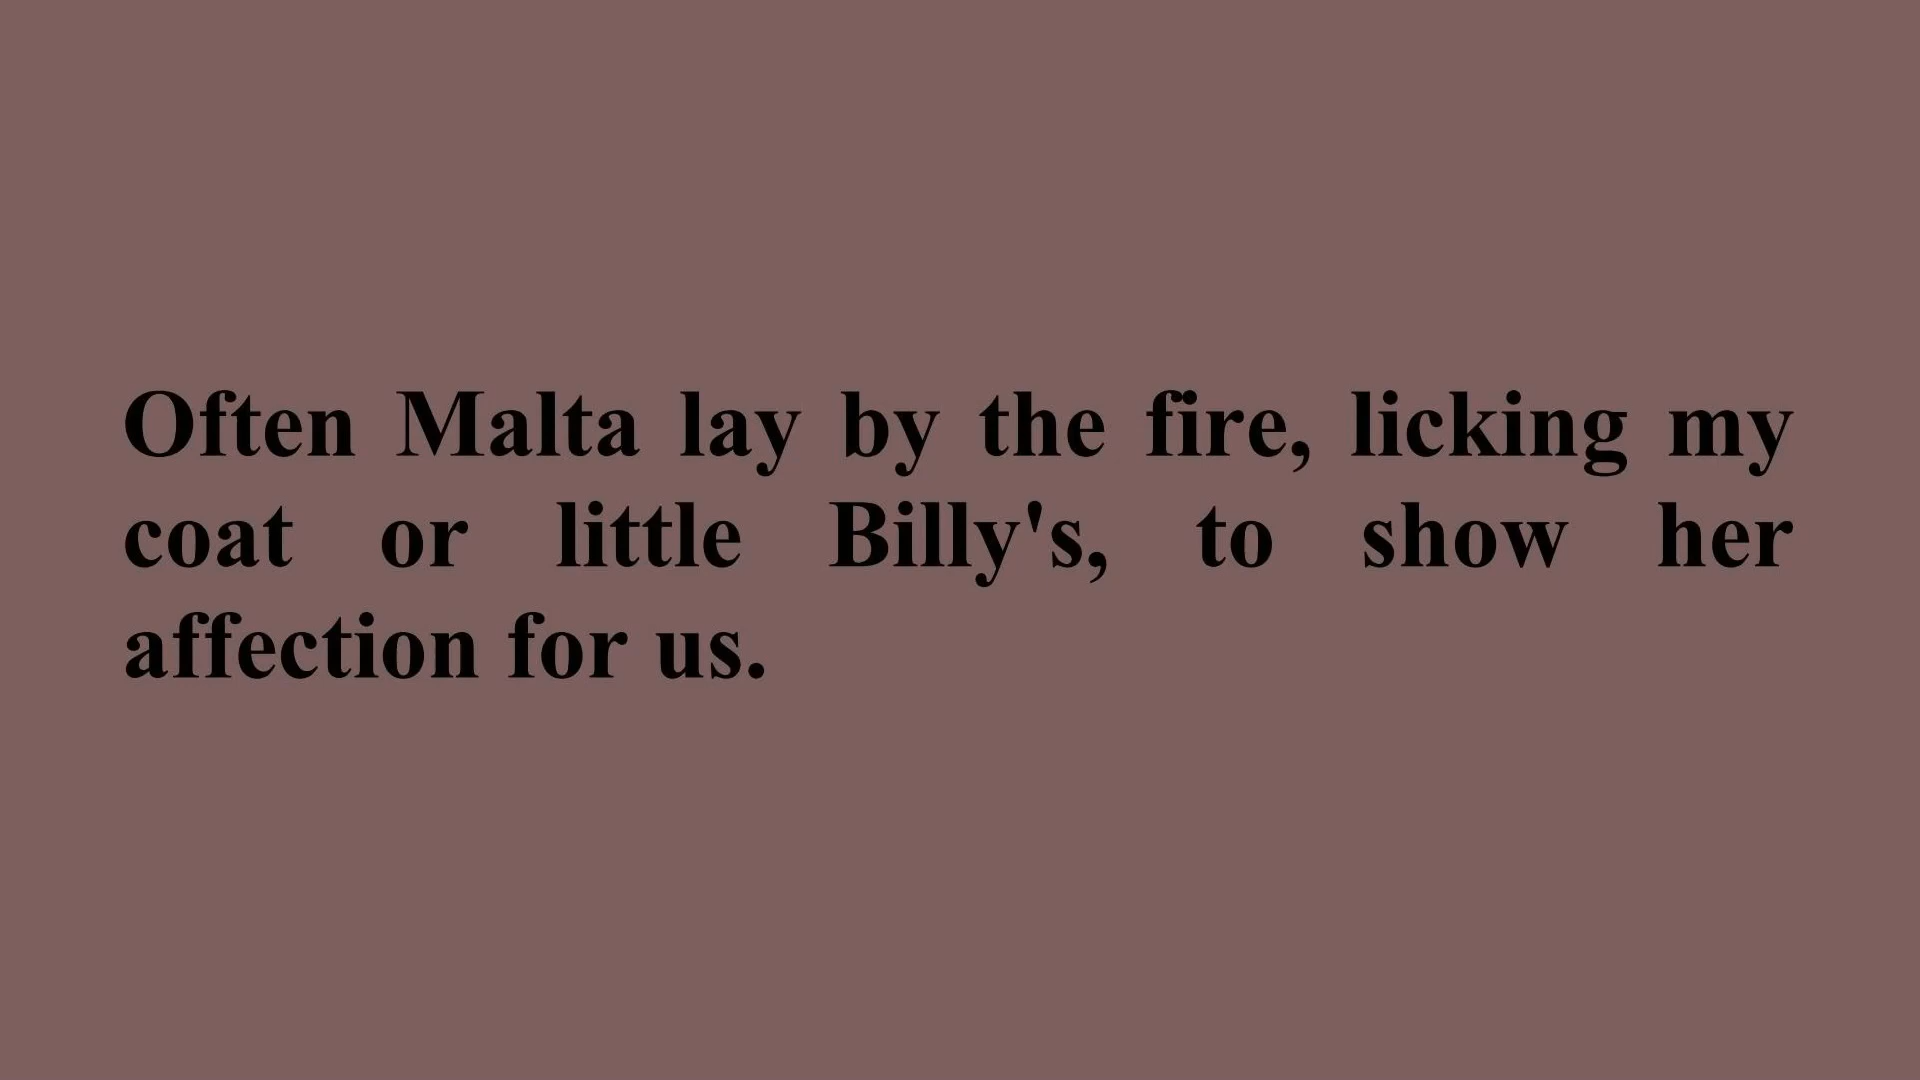 Often Malta lay by the fire, licking my
coat or little Billy's, to show her
affection for us.